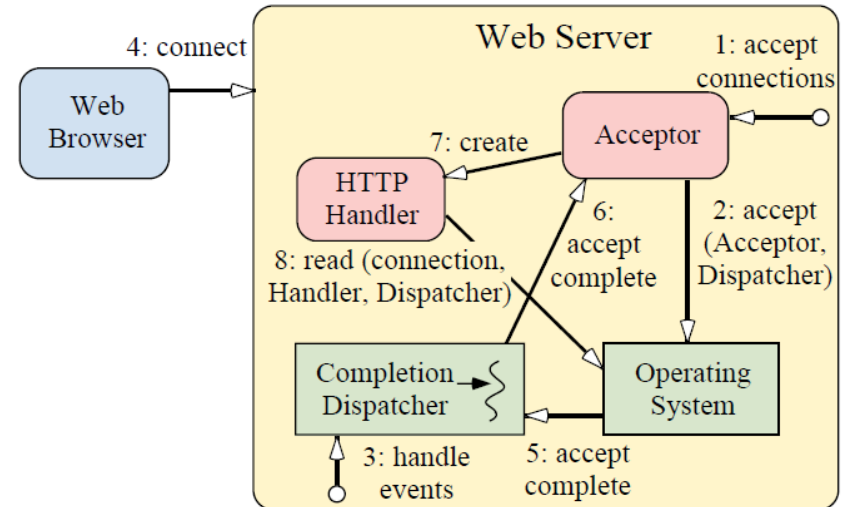 Web Server
4: connect
1: accept
connections
Web
Browser
Acceptor
7: create
HTTP
Handler
6:
accept
complete
2: accept
(Acceptor,
Dispatcher)
8: read (connection,
Handler, Dispatcher)
Completion
Dispatcher
Operating
System
3: handle
events
5: accept
complete